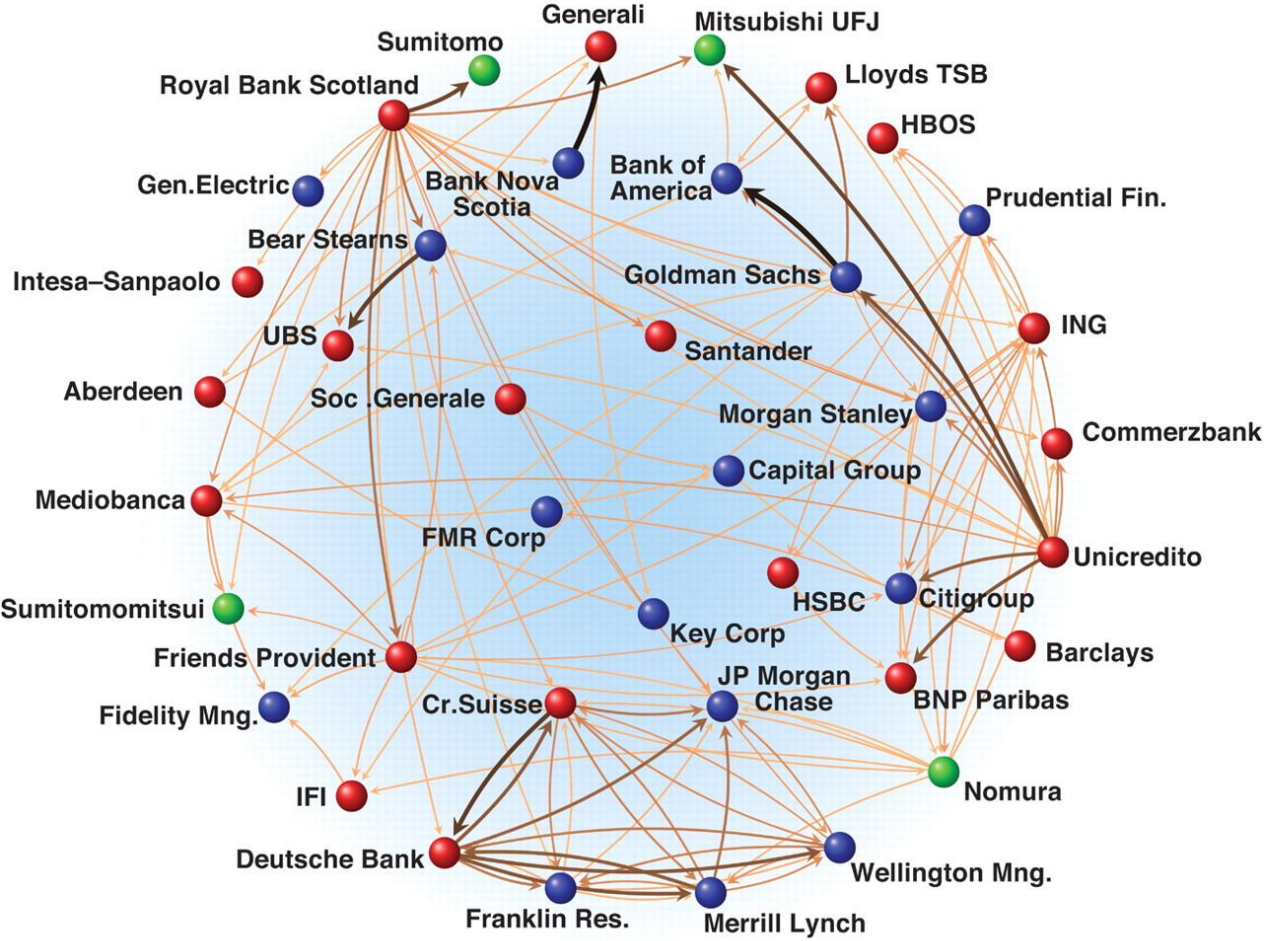 Generali
Mitsubishi UFJ
Sumitomo
Lloyds TSB
Royal Bank Scotland
HBOS
Bank of
America
Gen.Electric
Bank Nova
Scotia
Prudential Fin.
Bear Stearns
Goldman Sachs
Intesa–Sanpaolo
ING
UBS
Santander
Aberdeen
Soc .Generale
Morgan Stanley
Commerzbank
Capital Group
Mediobanca
FMR Corp
Unicredito
HSBC
Citigroup
Sumitomomitsui
Key Corp
Barclays
Friends Provident
JP Morgan
Chase
Cr.Suisse
BNP Paribas
Fidelity Mng.
Nomura
IFI
Deutsche Bank
Wellington Mng.
Franklin Res.
Merrill Lynch